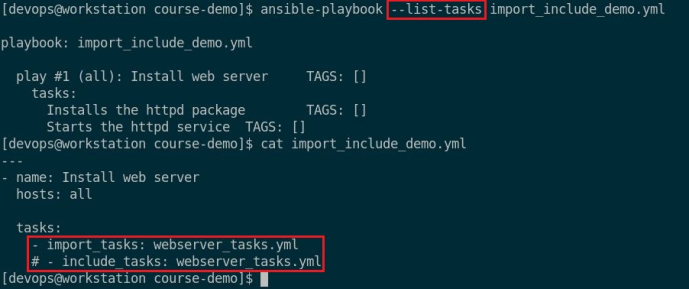 [devops@workstation course-demo]$ ansible-playbook --list-tasks import_include_demo.yml
playbook: import_include_demo.yml
play #1 (all): Install web server TAGS: []
tasks:
Installs the httpd package TAGS: []
Starts the httpd service TAGS: []
[devops@workstation course-demo]$ cat import_include_demo.yml
---
- name: Install web server
hosts: all
tasks:
- import_tasks: webserver_tasks.yml
# - include_tasks: webserver_tasks.yml
[devops@workstation course-demo]$